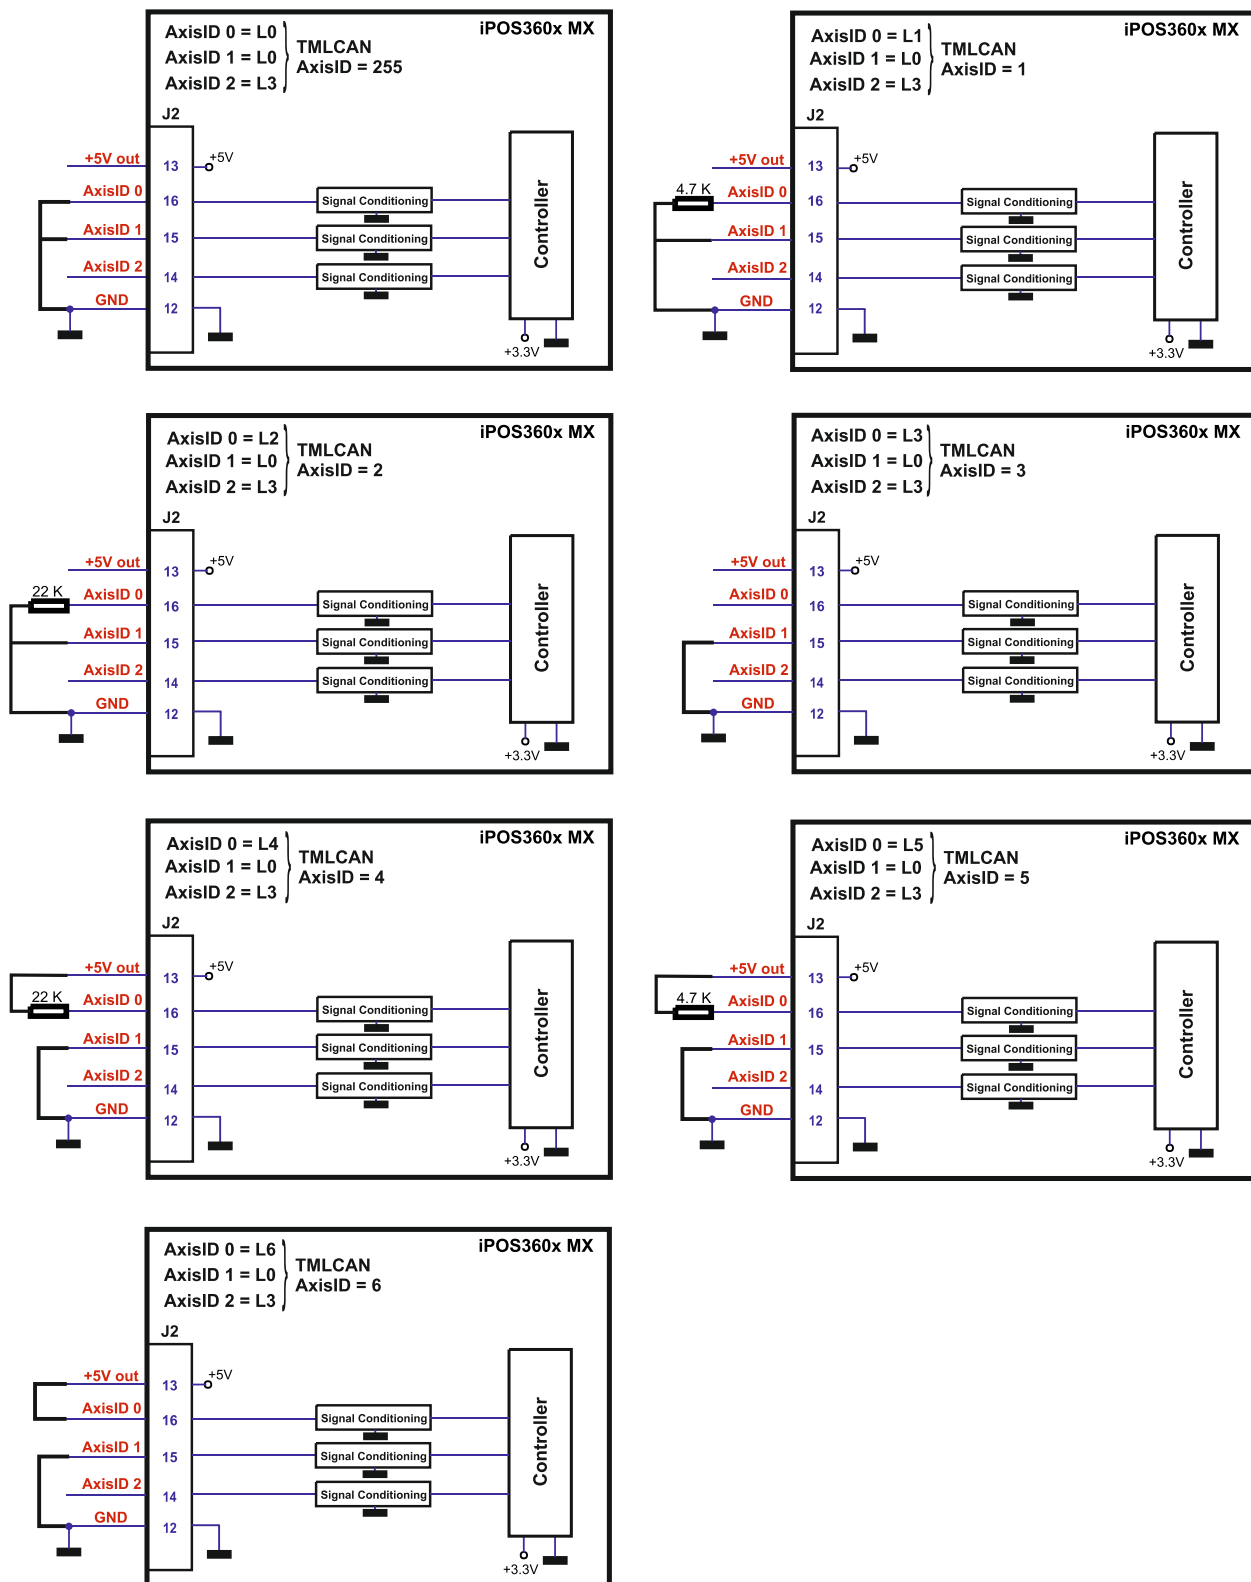 iPOS360x MX
AxisID 0 = L0
AxisID 1 = L0
AxisID 2 = L3
TMLCAN
AxisID = 255
J2
+5V out
13
+5V
AxisID 0
16
Signal Conditioning
AxisID 1
15
Signal Conditioning
AxisID 2
14
Signal Conditioning
GND
12
Controller
+3.3V
iPOS360x MX
AxisID 0 = L1
AxisID 1 = L0
AxisID 2 = L3
TMLCAN
AxisID = 1
J2
+5V out
13
+5V
4.7 K
AxisID 0
16
Signal Conditioning
AxisID 1
15
Signal Conditioning
AxisID 2
14
Signal Conditioning
GND
12
Controller
+3.3V
iPOS360x MX
AxisID 0 = L2
AxisID 1 = L0
AxisID 2 = L3
TMLCAN
AxisID = 2
J2
+5V out
13
+5V
22 K
AxisID 0
16
Signal Conditioning
AxisID 1
15
Signal Conditioning
AxisID 2
14
Signal Conditioning
GND
12
Controller
+3.3V
iPOS360x MX
AxisID 0 = L3
AxisID 1 = L0
AxisID 2 = L3
TMLCAN
AxisID = 3
J2
+5V out
13
+5V
AxisID 0
16
Signal Conditioning
AxisID 1
15
Signal Conditioning
AxisID 2
14
Signal Conditioning
GND
12
Controller
+3.3V
iPOS360x MX
AxisID 0 = L4
AxisID 1 = L0
AxisID 2 = L3
TMLCAN
AxisID = 4
J2
+5V out
13
+5V
22 K
AxisID 0
16
Signal Conditioning
AxisID 1
15
Signal Conditioning
AxisID 2
14
Signal Conditioning
GND
12
Controller
+3.3V
iPOS360x MX
AxisID 0 = L5
AxisID 1 = L0
AxisID 2 = L3
TMLCAN
AxisID = 5
J2
+5V out
13
+5V
4.7 K
AxisID 0
16
Signal Conditioning
AxisID 1
15
Signal Conditioning
AxisID 2
14
Signal Conditioning
GND
12
Controller
+3.3V
iPOS360x MX
AxisID 0 = L6
AxisID 1 = L0
AxisID 2 = L3
TMLCAN
AxisID = 6
J2
+5V out
13
+5V
AxisID 0
16
Signal Conditioning
AxisID 1
15
Signal Conditioning
AxisID 2
14
Signal Conditioning
GND
12
Controller
+3.3V